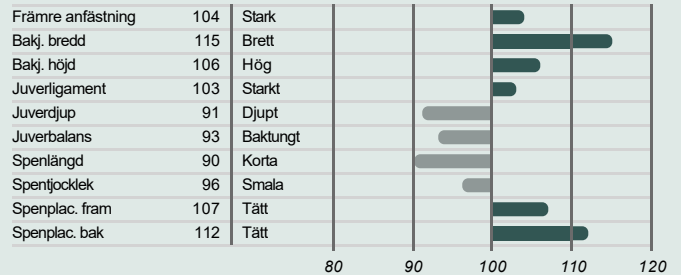 Främre anfästning 104 Stark
Bakj. bredd 115 Brett
Bakj. höjd 106 Hög
Juverligament 103 Starkt
Juverdjup 91 Djupt
Juverbalans 93 Baktungt
Spenlängd 90 Korta
Spentjocklek 96 Smala
Spenplac. fram 107 Tätt
Spenplac. bak 112 Tätt
80 90 100 110 120